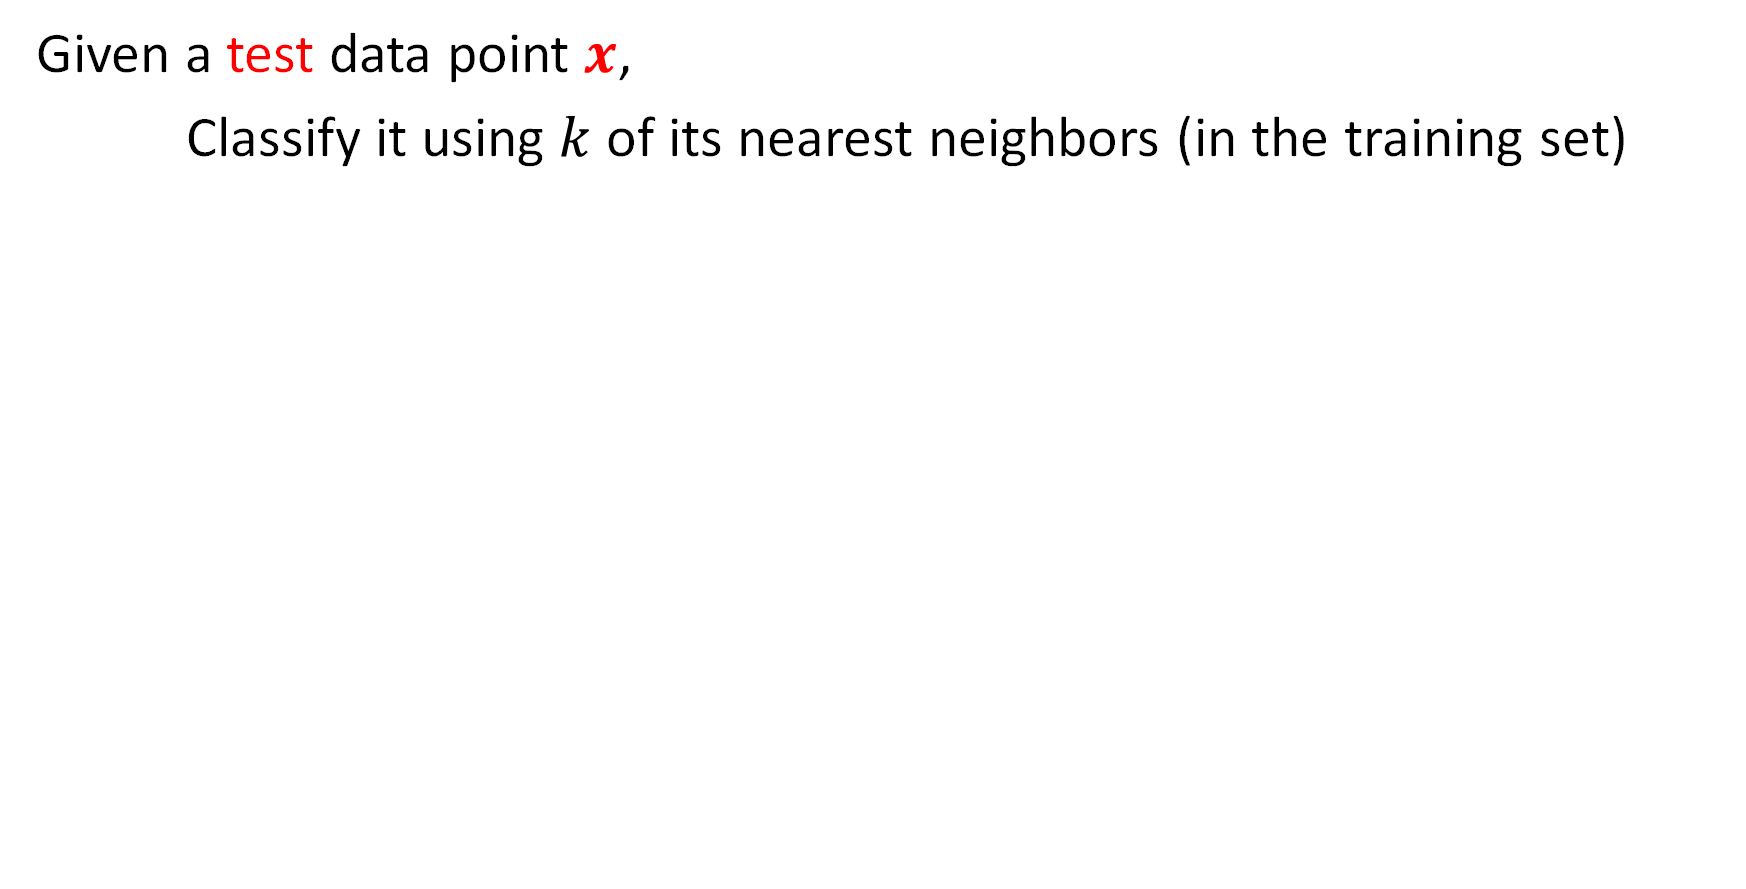 Given a test data point x,
Classify it using k of its nearest neighbors (in the training set)